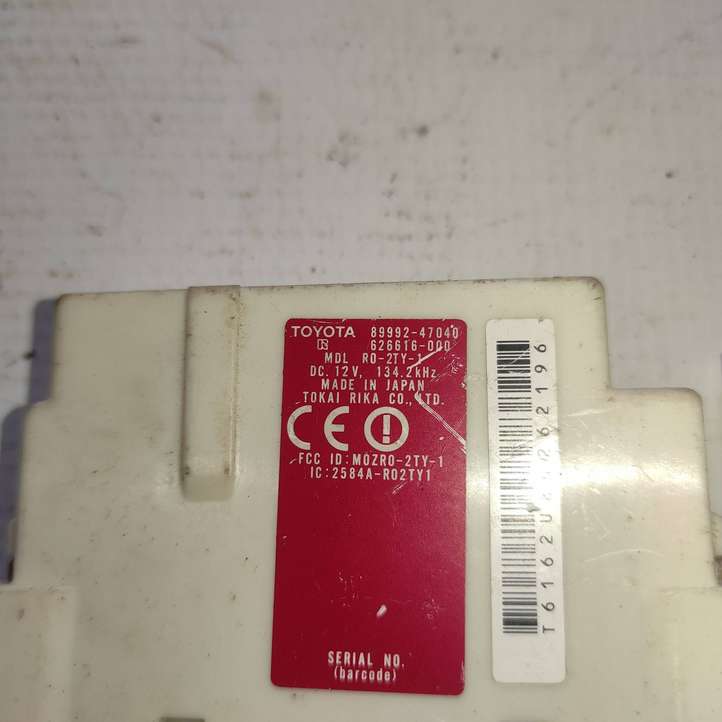 TOYOTA 89992-47040
626616-000
MDL RO-2TY-1
DC. 12V, 134.2kHz
MADE IN JAPAN
TOKAI RIKA CO., LTD.
CE
FCC ID:MOZRO-2TY-1
IC:2584A-RO2TY1
SERIAL NO.
(barcode)